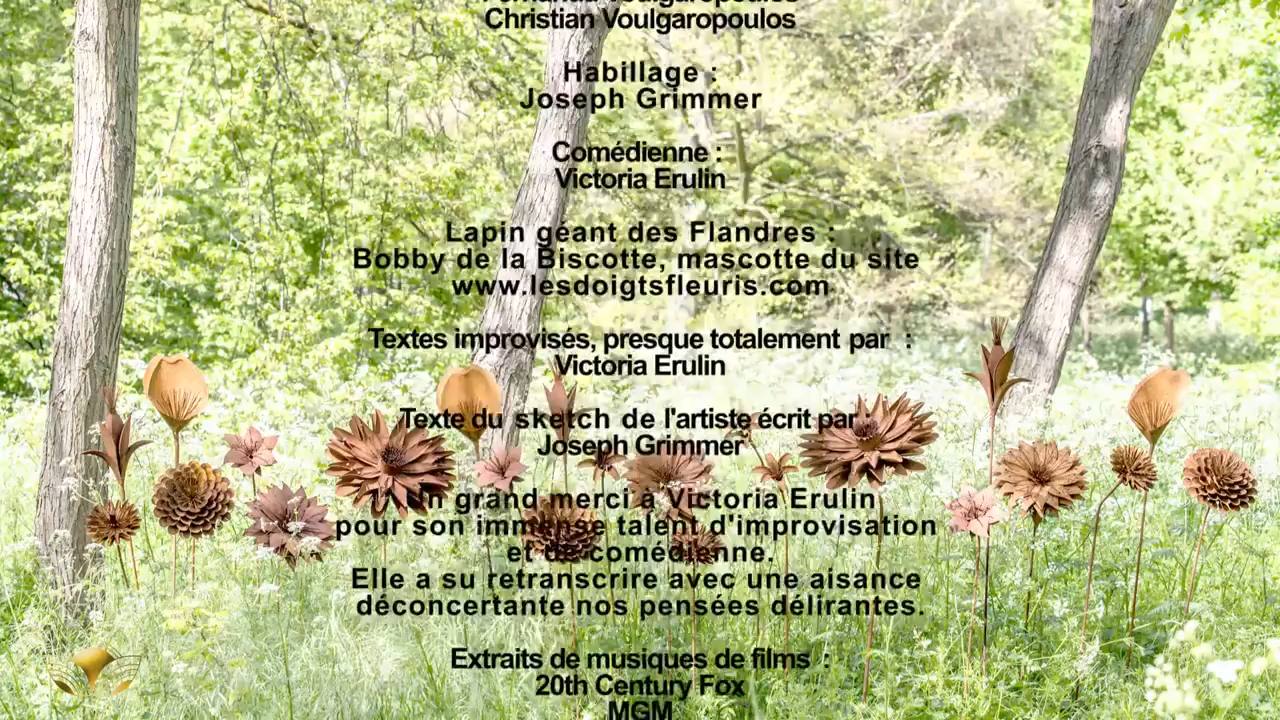 Christian Voulgaropoulos
Habillage :
Joseph Grimmer
Comédienne :
Victoria Erulin
Lapin géant des Flandres :
Bobby de la Biscotte, mascotte du site
www.lesdoigtsfleuris.com
Textes improvisés, presque totalement par :
Victoria Erulin
Texte du sketch de l'artiste écrit par :
Joseph Grimmer
Un grand merci à Victoria Erulin
pour son immense talent d'improvisation
et de comédienne.
Elle a su retranscrire avec une aisance
déconcertante nos pensées délirantes.
Extraits de musiques de films :
20th Century Fox
MGM